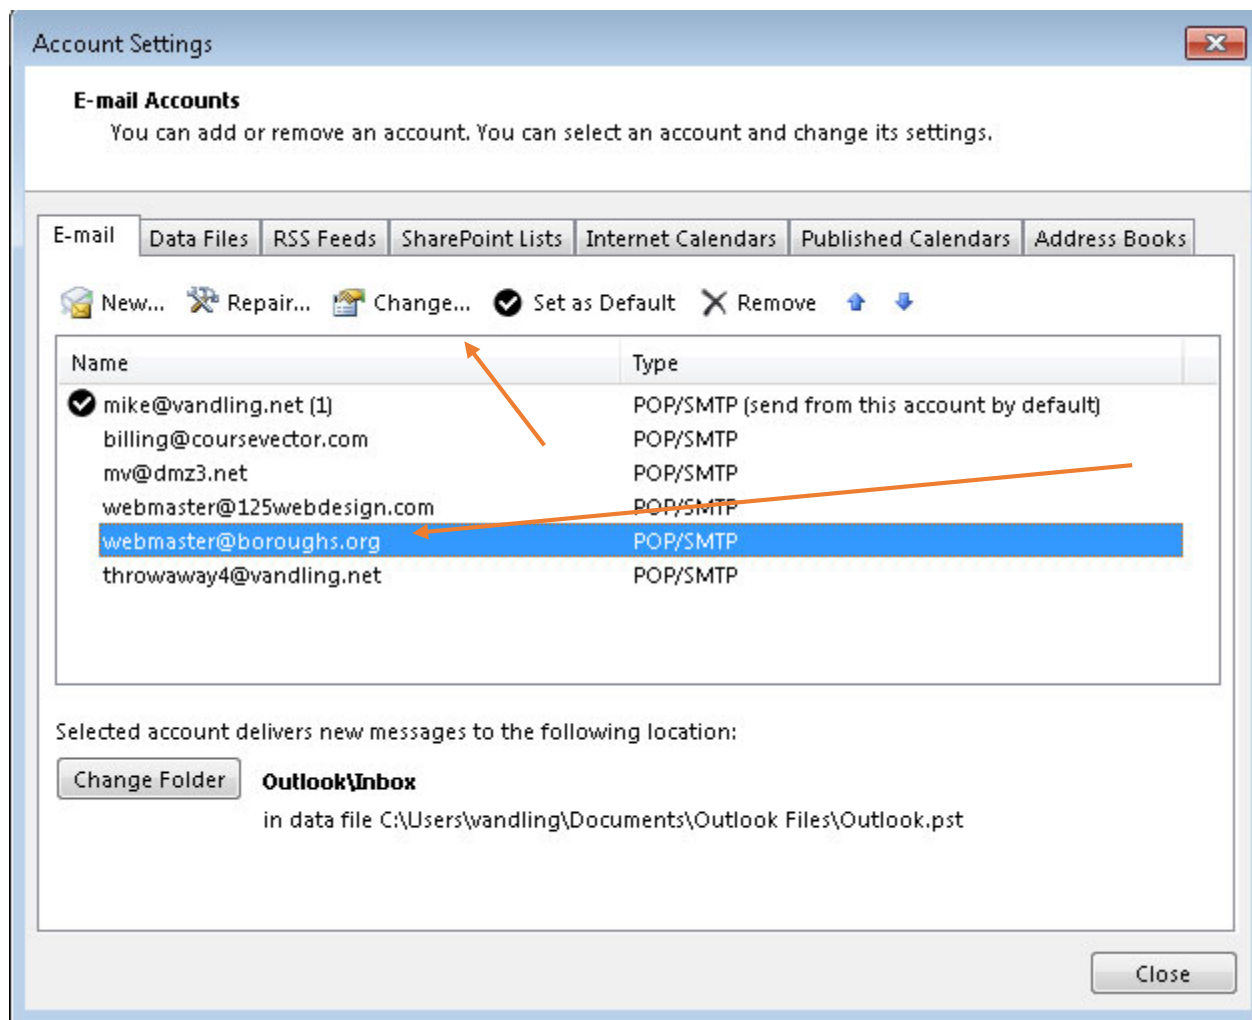 Account Settings
E-mail Accounts
You can add or remove an account. You can select an account and change its settings.
E-mail Data Files RSS Feeds SharePoint Lists Internet Calendars Published Calendars Address Books
New... Repair... Change... Set as Default Remove
Name Type
mike@vandling.net (1) POP/SMTP (send from this account by default)
billing@coursevector.com POP/SMTP
mv@dmz3.net POP/SMTP
webmaster@125webdesign.com POP/SMTP
webmaster@boroughs.org POP/SMTP
throwaway4@vandling.net POP/SMTP
Selected account delivers new messages to the following location:
Change Folder Outlook\Inbox
in data file C:\Users\vandling\Documents\Outlook Files\Outlook.pst
Close